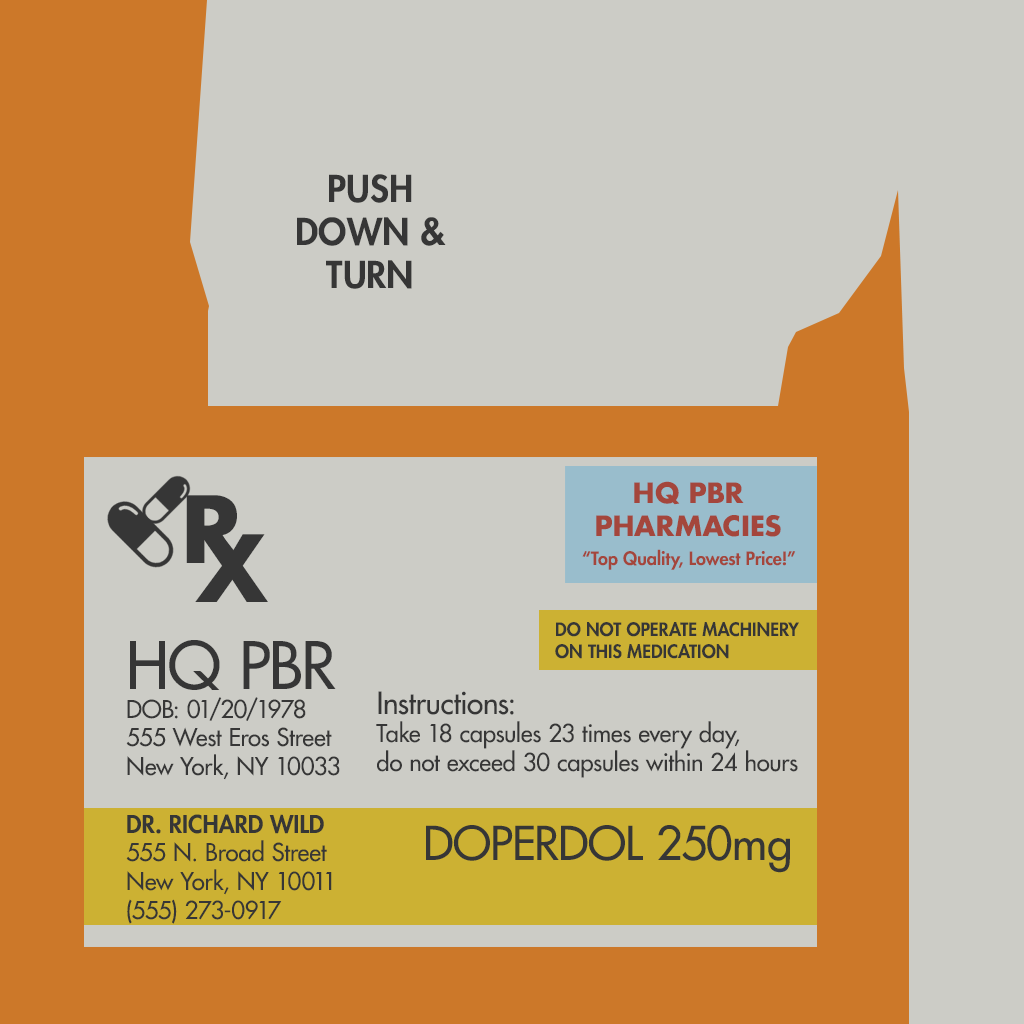 PUSH
DOWN &
TURN
Rx
HQ PBR
PHARMACIES
“Top Quality, Lowest Price!”
DO NOT OPERATE MACHINERY
ON THIS MEDICATION
HQ PBR
DOB: 01/20/1978
555 West Eros Street
New York, NY 10033
Instructions:
Take 18 capsules 23 times every day,
do not exceed 30 capsules within 24 hours
DR. RICHARD WILD
555 N. Broad Street
New York, NY 10011
(555) 273-0917
DOPERDOL 250mg